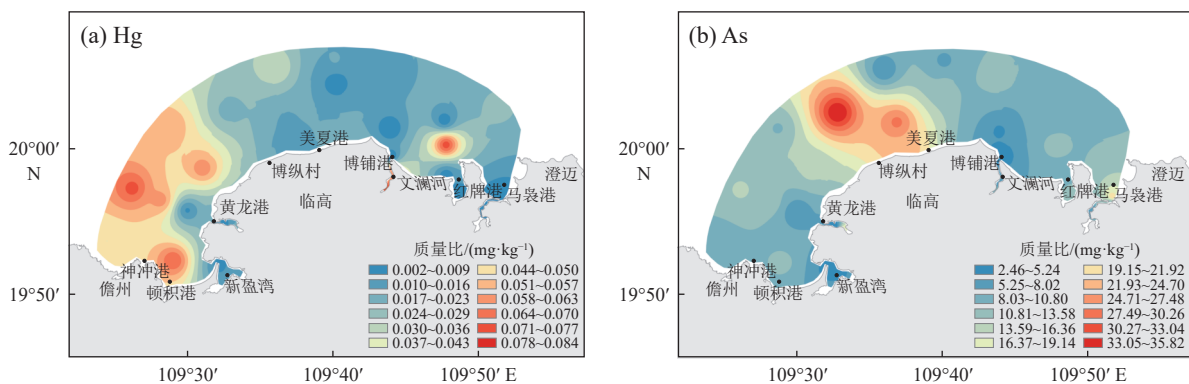 (a) Hg
20°00′
N
19°50′
109°30′
109°40′
109°50′ E
美夏港
博纵村
博铺港
文澜河
红牌港
马袅港
澄迈
临高
黄龙港
神冲港
儋州
顿积港
新盈湾
质量比/(mg·kg⁻¹)
0.002~0.009
0.010~0.016
0.017~0.023
0.024~0.029
0.030~0.036
0.037~0.043
0.044~0.050
0.051~0.057
0.058~0.063
0.064~0.070
0.071~0.077
0.078~0.084
(b) As
20°00′
N
19°50′
109°30′
109°40′
109°50′ E
美夏港
博纵村
博铺港
文澜河
红牌港
马袅港
澄迈
临高
黄龙港
神冲港
儋州
顿积港
新盈湾
质量比/(mg·kg⁻¹)
2.46~5.24
5.25~8.02
8.03~10.80
10.81~13.58
13.59~16.36
16.37~19.14
19.15~21.92
21.93~24.70
24.71~27.48
27.49~30.26
30.27~33.04
33.05~35.82